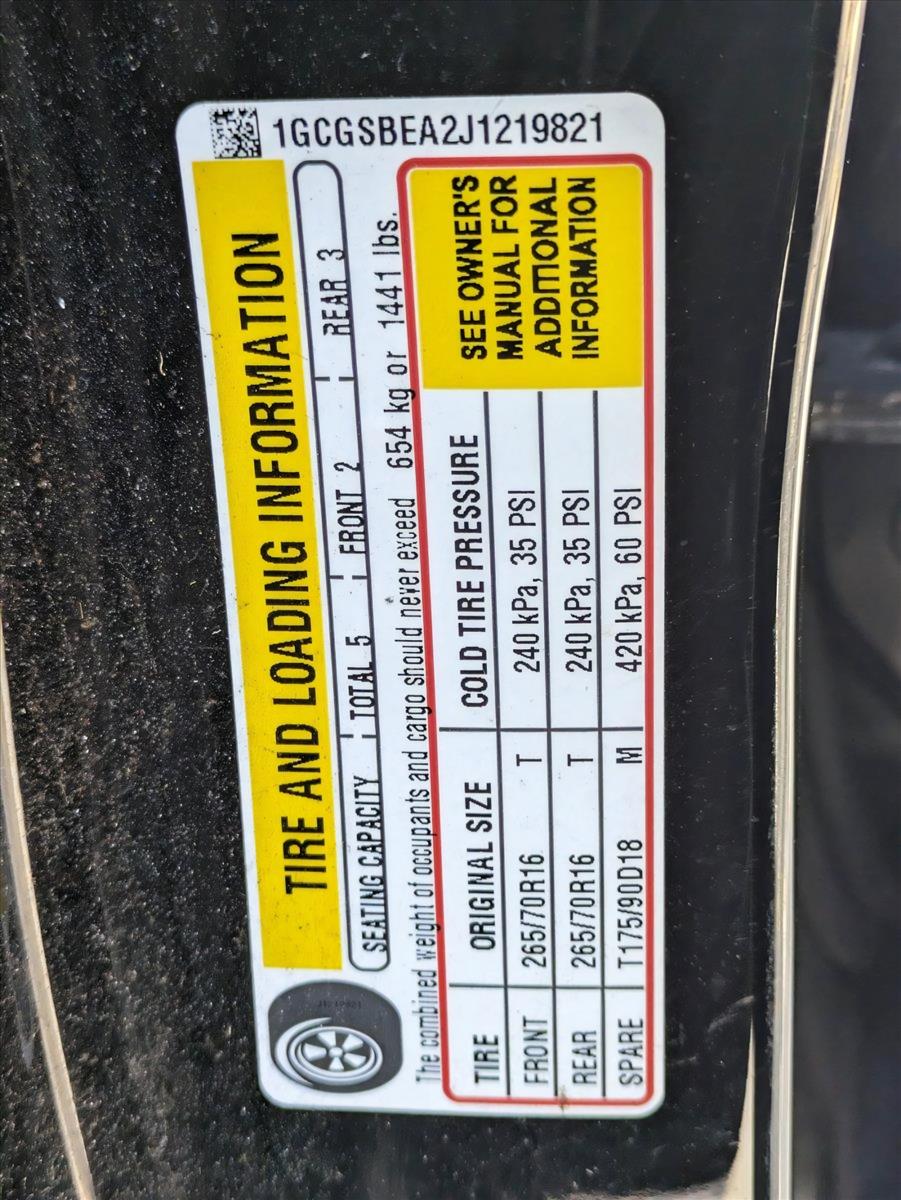 1GCGSBEA2J1219821
TIRE AND LOADING INFORMATION
SEATING CAPACITY TOTAL 5 FRONT 2 REAR 3
The combined weight of occupants and cargo should never exceed 654 kg or 1441 lbs.
TIRE ORIGINAL SIZE COLD TIRE PRESSURE
FRONT 265/70R16 T 240 kPa, 35 PSI
REAR 265/70R16 T 240 kPa, 35 PSI
SPARE T175/90D18 M 420 kPa, 60 PSI
SEE OWNER'S
MANUAL FOR
ADDITIONAL
INFORMATION
J1219821